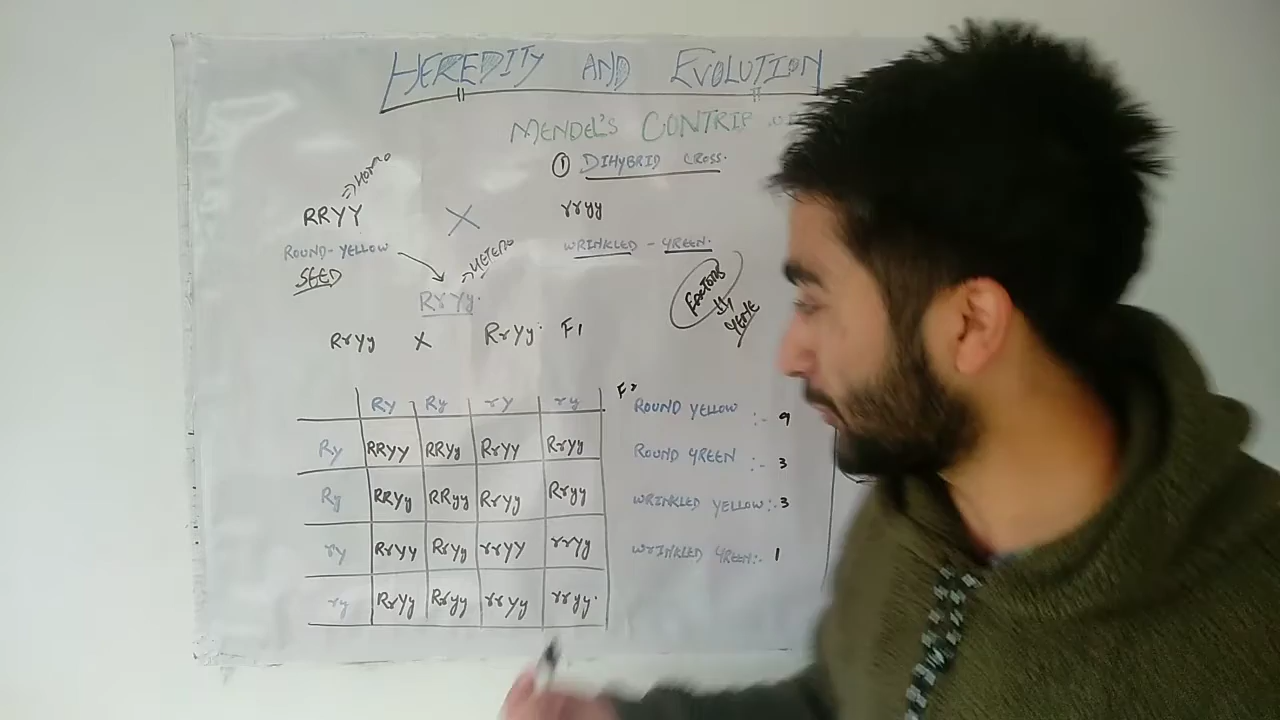 HEREDITY AND EVOLUTION
MENDEL'S CONTRIB
① DIHYBRID CROSS.
⇒HOMO
RRYY X rryy
ROUND-YELLOW WRINKLED - GREEN.
SEED
⇒HETERO
RrYy.
FACTORS
GENE
RrYy X RrYy. F1
F2
Ry Ry rY ry
Ry RRYY RRYy RrYY RrYy
Ry RRYy RRyy RrYy Rryy
ry RrYY RrYy rrYY rrYy
ry RrYy Rryy rrYy rryy.
ROUND YELLOW :- 9
ROUND GREEN :- 3
WRINKLED YELLOW:- 3
WRINKLED GREEN:- 1